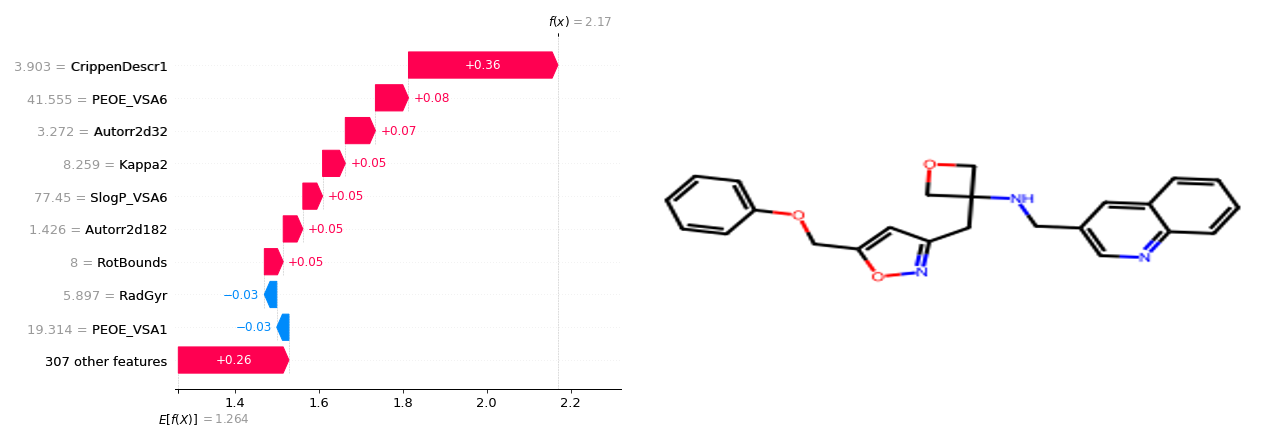 f(x) = 2.17
3.903 = CrippenDescr1 +0.36
41.555 = PEOE_VSA6 +0.08
3.272 = Autorr2d32 +0.07
8.259 = Kappa2 +0.05
77.45 = SlogP_VSA6 +0.05
1.426 = Autorr2d182 +0.05
8 = RotBounds +0.05
5.897 = RadGyr −0.03
19.314 = PEOE_VSA1 −0.03
307 other features +0.26
1.4 1.6 1.8 2.0 2.2
E[f(X)] = 1.264
O
NH
O
O
N
N